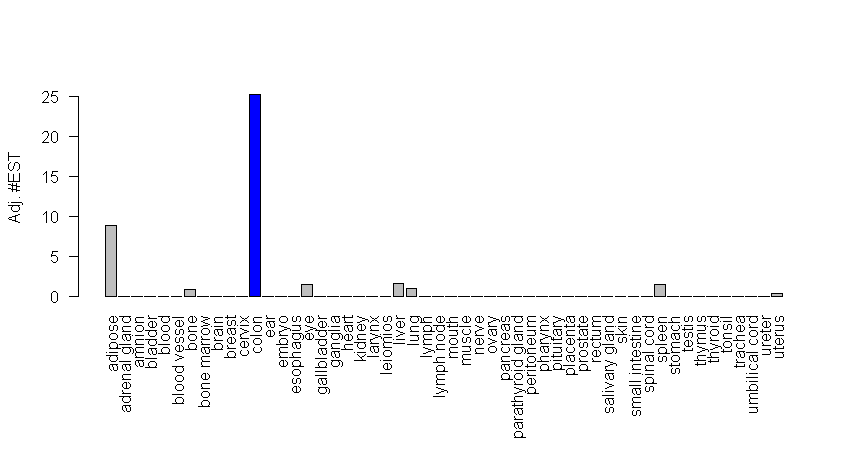 25
20
15
10
5
0
Adj. #EST
adipose
adrenal gland
amnion
bladder
blood
blood vessel
bone
bone marrow
brain
breast
cervix
colon
ear
embryo
esophagus
eye
gallbladder
ganglia
heart
kidney
larynx
leiomios
liver
lung
lymph
lymph node
mouth
muscle
nerve
ovary
pancreas
parathyroid gland
peritoneum
pharynx
pituitary
placenta
prostate
rectum
salivary gland
skin
small intestine
spinal cord
spleen
stomach
testis
thymus
thyroid
tonsil
trachea
umbilical cord
ureter
uterus